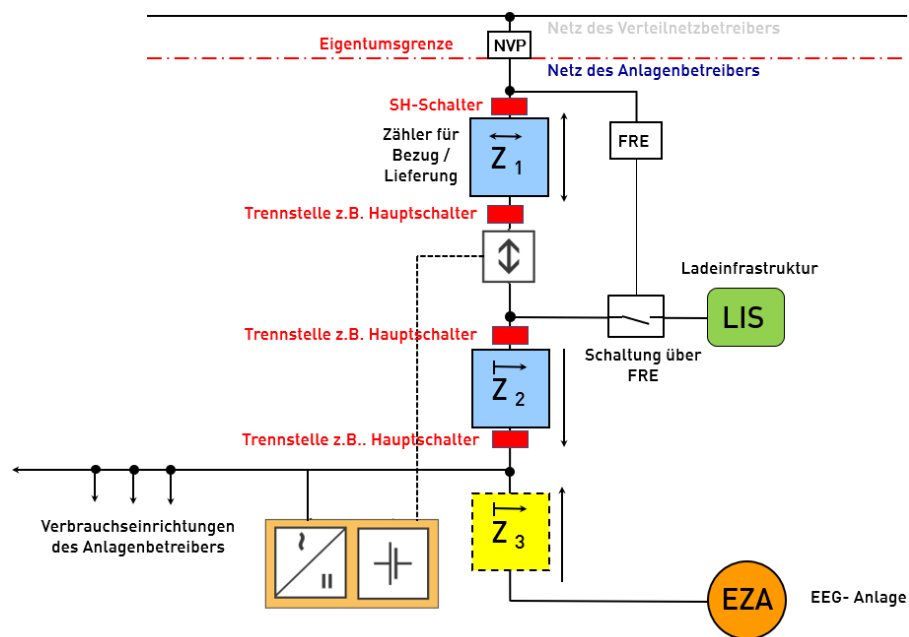 Netz des Verteilnetzbetreibers
Eigentumsgrenze
NVP
Netz des Anlagenbetreibers
SH-Schalter
Zähler für
Bezug /
Lieferung
Z 1
FRE
Trennstelle z.B. Hauptschalter
Ladeinfrastruktur
LIS
Trennstelle z.B. Hauptschalter
Schaltung über
FRE
Z 2
Trennstelle z.B.. Hauptschalter
Verbrauchseinrichtungen
des Anlagenbetreibers
Z 3
EZA
EEG- Anlage